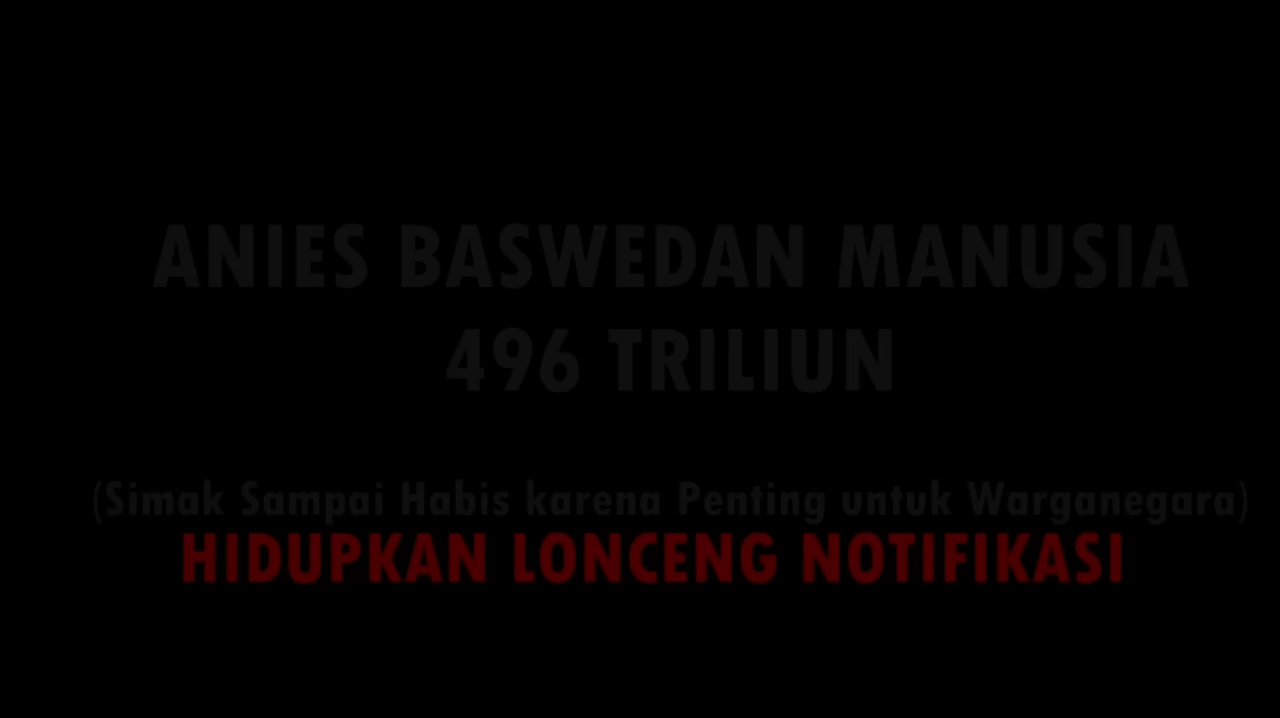 ANIES BASWEDAN MANUSIA
496 TRILIUN
(Simak Sampai Habis karena Penting untuk Warganegara)
HIDUPKAN LONCENG NOTIFIKASI